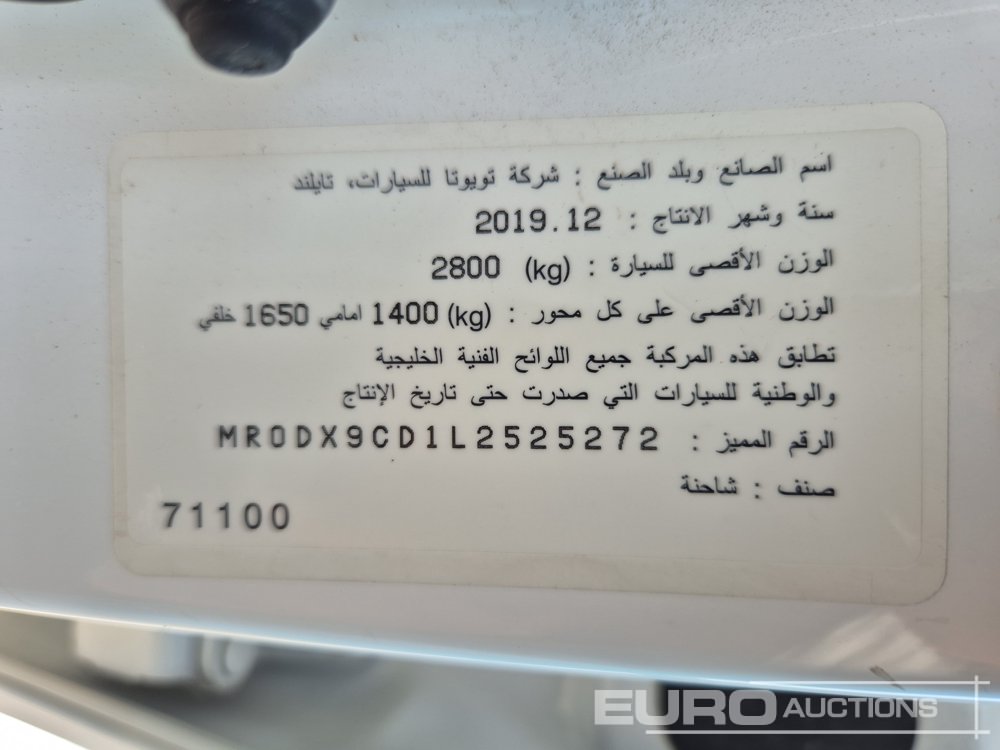 اسم الصانع وبلد الصنع : شركة تويوتا للسيارات، تايلند
سنة وشهر الانتاج : 2019.12
الوزن الأقصى للسيارة : (kg) 2800
الوزن الأقصى على كل محور : (kg) 1400 امامي 1650 خلفي
تطابق هذه المركبة جميع اللوائح الفنية الخليجية
والوطنية للسيارات التي صدرت حتى تاريخ الإنتاج
الرقم المميز : MR0DX9CD1L2525272
صنف : شاحنة
71100
EURO AUCTIONS